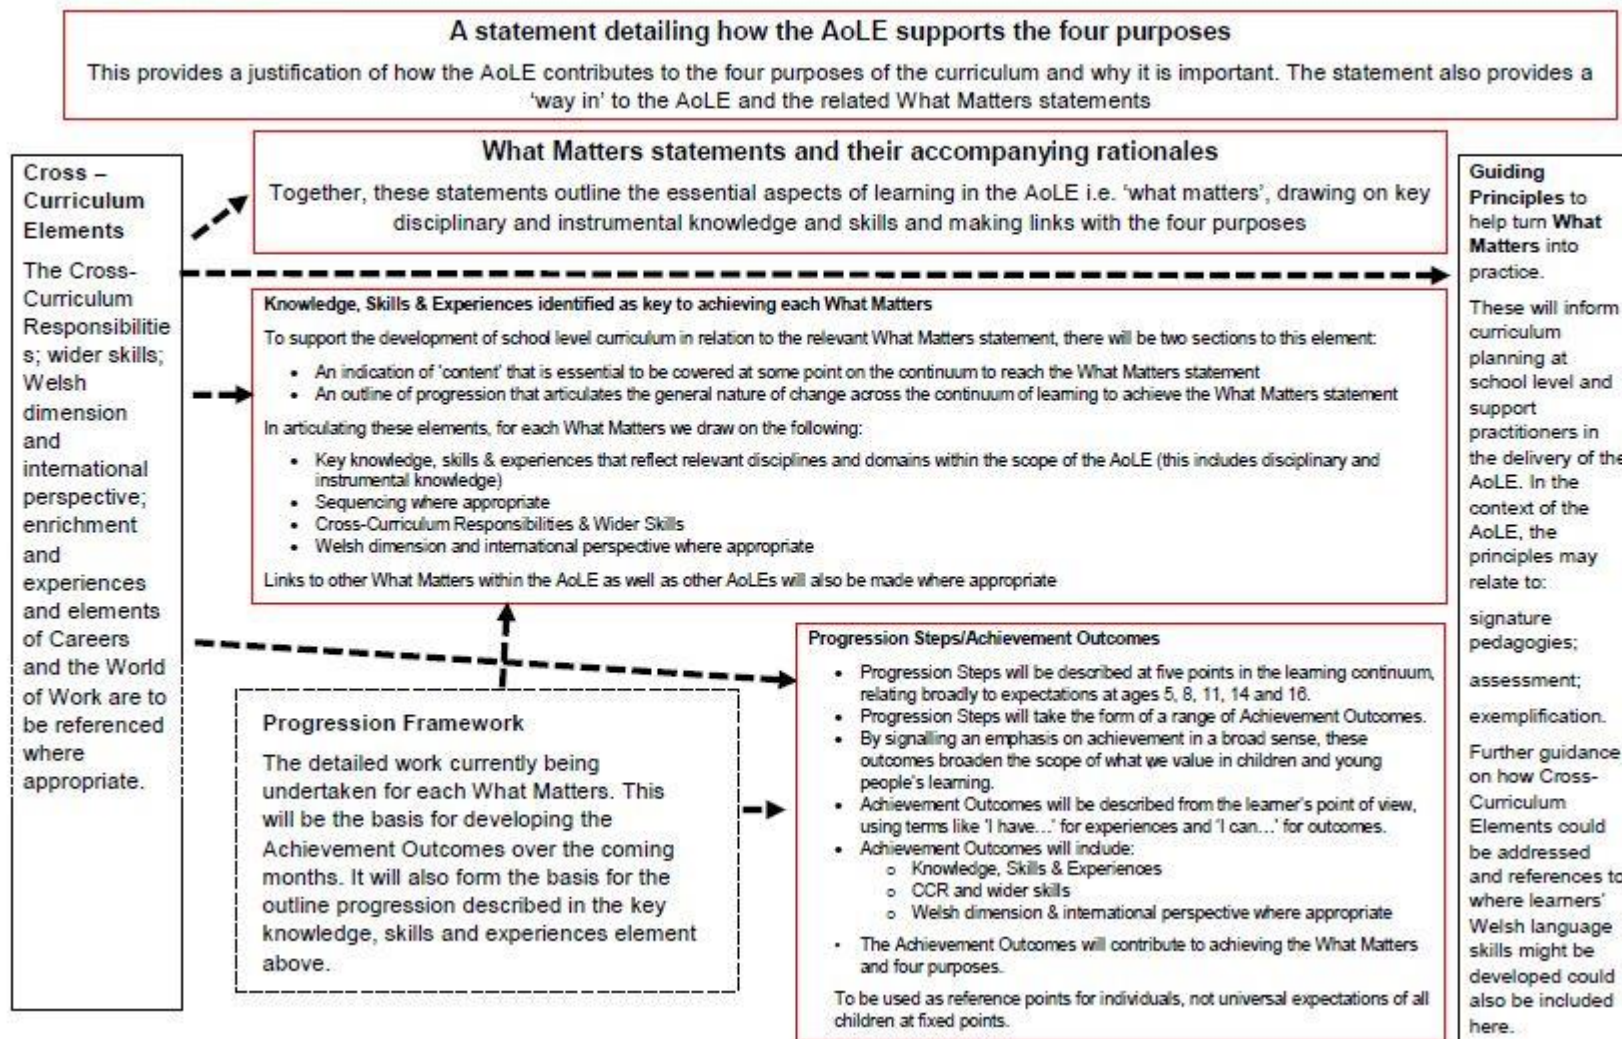 A statement detailing how the AoLE supports the four purposes
This provides a justification of how the AoLE contributes to the four purposes of the curriculum and why it is important. The statement also provides a
‘way in’ to the AoLE and the related What Matters statements
Cross –
Curriculum
Elements
The Cross-
Curriculum
Responsibilitie
s; wider skills;
Welsh
dimension
and
international
perspective;
enrichment
and
experiences
and elements
of Careers
and the World
of Work are to
be referenced
where
appropriate.
What Matters statements and their accompanying rationales
Together, these statements outline the essential aspects of learning in the AoLE i.e. ‘what matters’, drawing on key
disciplinary and instrumental knowledge and skills and making links with the four purposes
Knowledge, Skills & Experiences identified as key to achieving each What Matters
To support the development of school level curriculum in relation to the relevant What Matters statement, there will be two sections to this element:
• An indication of ‘content’ that is essential to be covered at some point on the continuum to reach the What Matters statement
• An outline of progression that articulates the general nature of change across the continuum of learning to achieve the What Matters statement
In articulating these elements, for each What Matters we draw on the following:
• Key knowledge, skills & experiences that reflect relevant disciplines and domains within the scope of the AoLE (this includes disciplinary and
instrumental knowledge)
• Sequencing where appropriate
• Cross-Curriculum Responsibilities & Wider Skills
• Welsh dimension and international perspective where appropriate
Links to other What Matters within the AoLE as well as other AoLEs will also be made where appropriate
Progression Framework
The detailed work currently being
undertaken for each What Matters. This
will be the basis for developing the
Achievement Outcomes over the coming
months. It will also form the basis for the
outline progression described in the key
knowledge, skills and experiences element
above.
Progression Steps/Achievement Outcomes
• Progression Steps will be described at five points in the learning continuum,
relating broadly to expectations at ages 5, 8, 11, 14 and 16.
• Progression Steps will take the form of a range of Achievement Outcomes.
• By signalling an emphasis on achievement in a broad sense, these
outcomes broaden the scope of what we value in children and young
people's learning.
• Achievement Outcomes will be described from the learner's point of view,
using terms like ‘I have…’ for experiences and ‘I can…’ for outcomes.
• Achievement Outcomes will include:
o Knowledge, Skills & Experiences
o CCR and wider skills
o Welsh dimension & international perspective where appropriate
• The Achievement Outcomes will contribute to achieving the What Matters
and four purposes.
To be used as reference points for individuals, not universal expectations of all
children at fixed points.
Guiding
Principles to
help turn What
Matters into
practice.
These will inform
curriculum
planning at
school level and
support
practitioners in
the delivery of the
AoLE. In the
context of the
AoLE, the
principles may
relate to:
signature
pedagogies;
assessment;
exemplification.
Further guidance
on how Cross-
Curriculum
Elements could
be addressed
and references to
where learners'
Welsh language
skills might be
developed could
also be included
here.